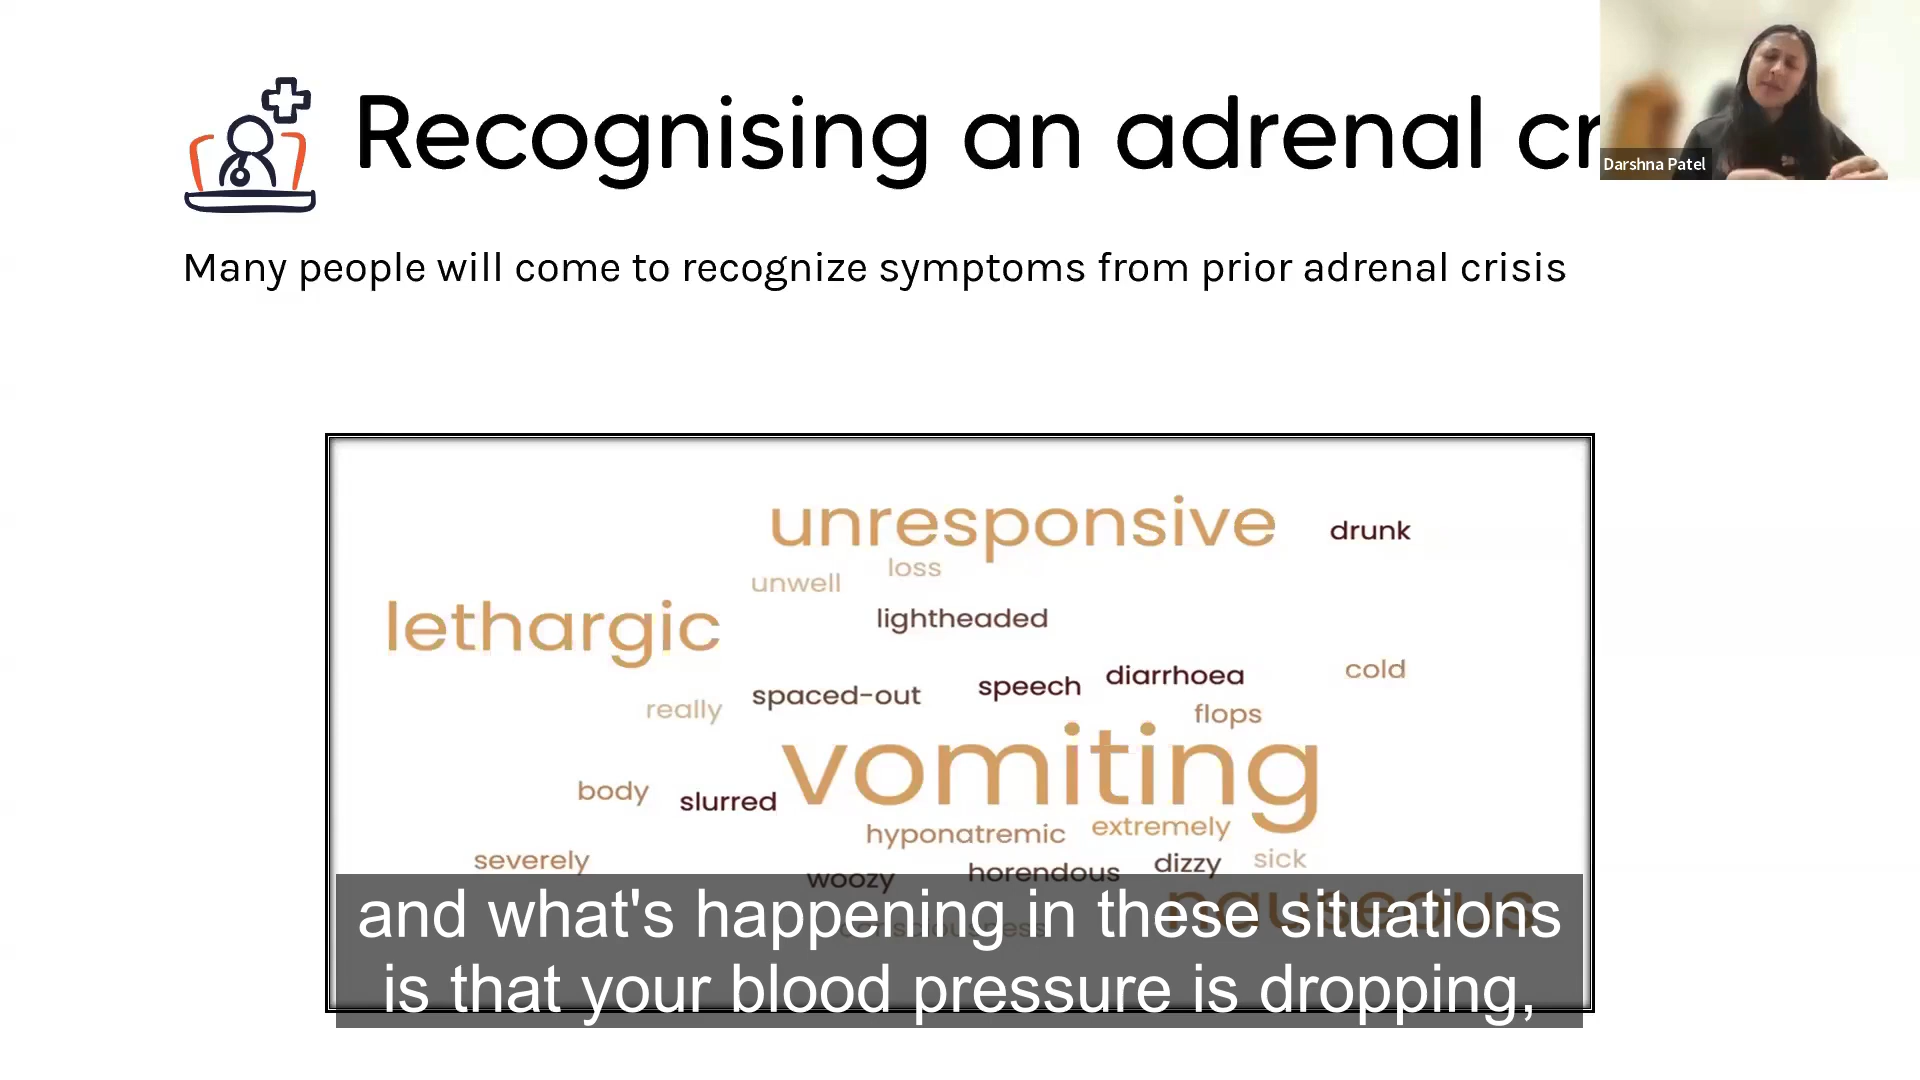 Recognising an adrenal cr
Darshna Patel
Many people will come to recognize symptoms from prior adrenal crisis
unresponsive
drunk
loss
unwell
lethargic
lightheaded
cold
diarrhoea
speech
spaced-out
really
flops
vomiting
body
slurred
extremely
hyponatremic
severely
sick
dizzy
horendous
woozy
nauseous
consciousness
and what's happening in these situations
is that your blood pressure is dropping,